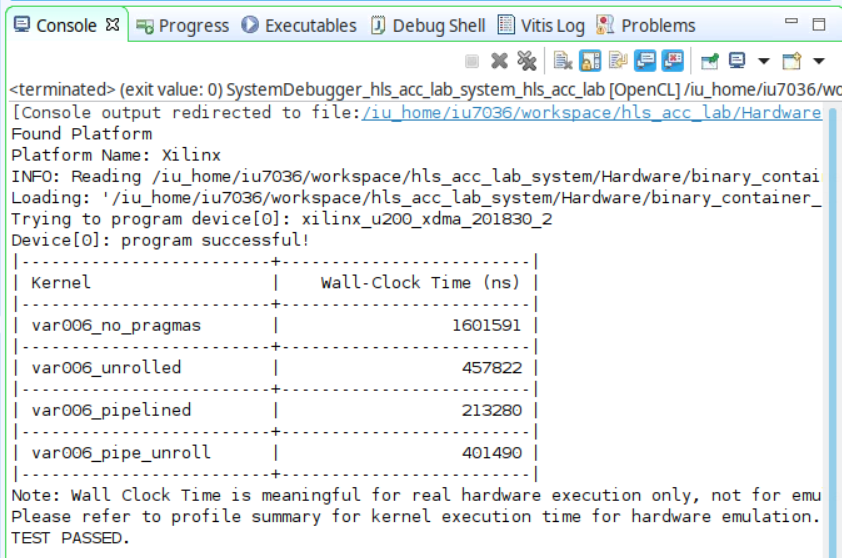 Console Progress Executables Debug Shell Vitis Log Problems
<terminated> (exit value: 0) SystemDebugger_hls_acc_lab_system_hls_acc_lab [OpenCL] /iu_home/iu7036/wo
[Console output redirected to file:/iu_home/iu7036/workspace/hls_acc_lab/Hardware
Found Platform
Platform Name: Xilinx
INFO: Reading /iu_home/iu7036/workspace/hls_acc_lab_system/Hardware/binary_contai
Loading: '/iu_home/iu7036/workspace/hls_acc_lab_system/Hardware/binary_container_
Trying to program device[0]: xilinx_u200_xdma_201830_2
Device[0]: program successful!
|-------------------------+-------------------------|
| Kernel                  |    Wall-Clock Time (ns) |
|-------------------------+-------------------------|
| var006_no_pragmas       |                 1601591 |
|-------------------------+-------------------------|
| var006_unrolled         |                  457822 |
|-------------------------+-------------------------|
| var006_pipelined        |                  213280 |
|-------------------------+-------------------------|
| var006_pipe_unroll      |                  401490 |
|-------------------------+-------------------------|
Note: Wall Clock Time is meaningful for real hardware execution only, not for emu
Please refer to profile summary for kernel execution time for hardware emulation.
TEST PASSED.